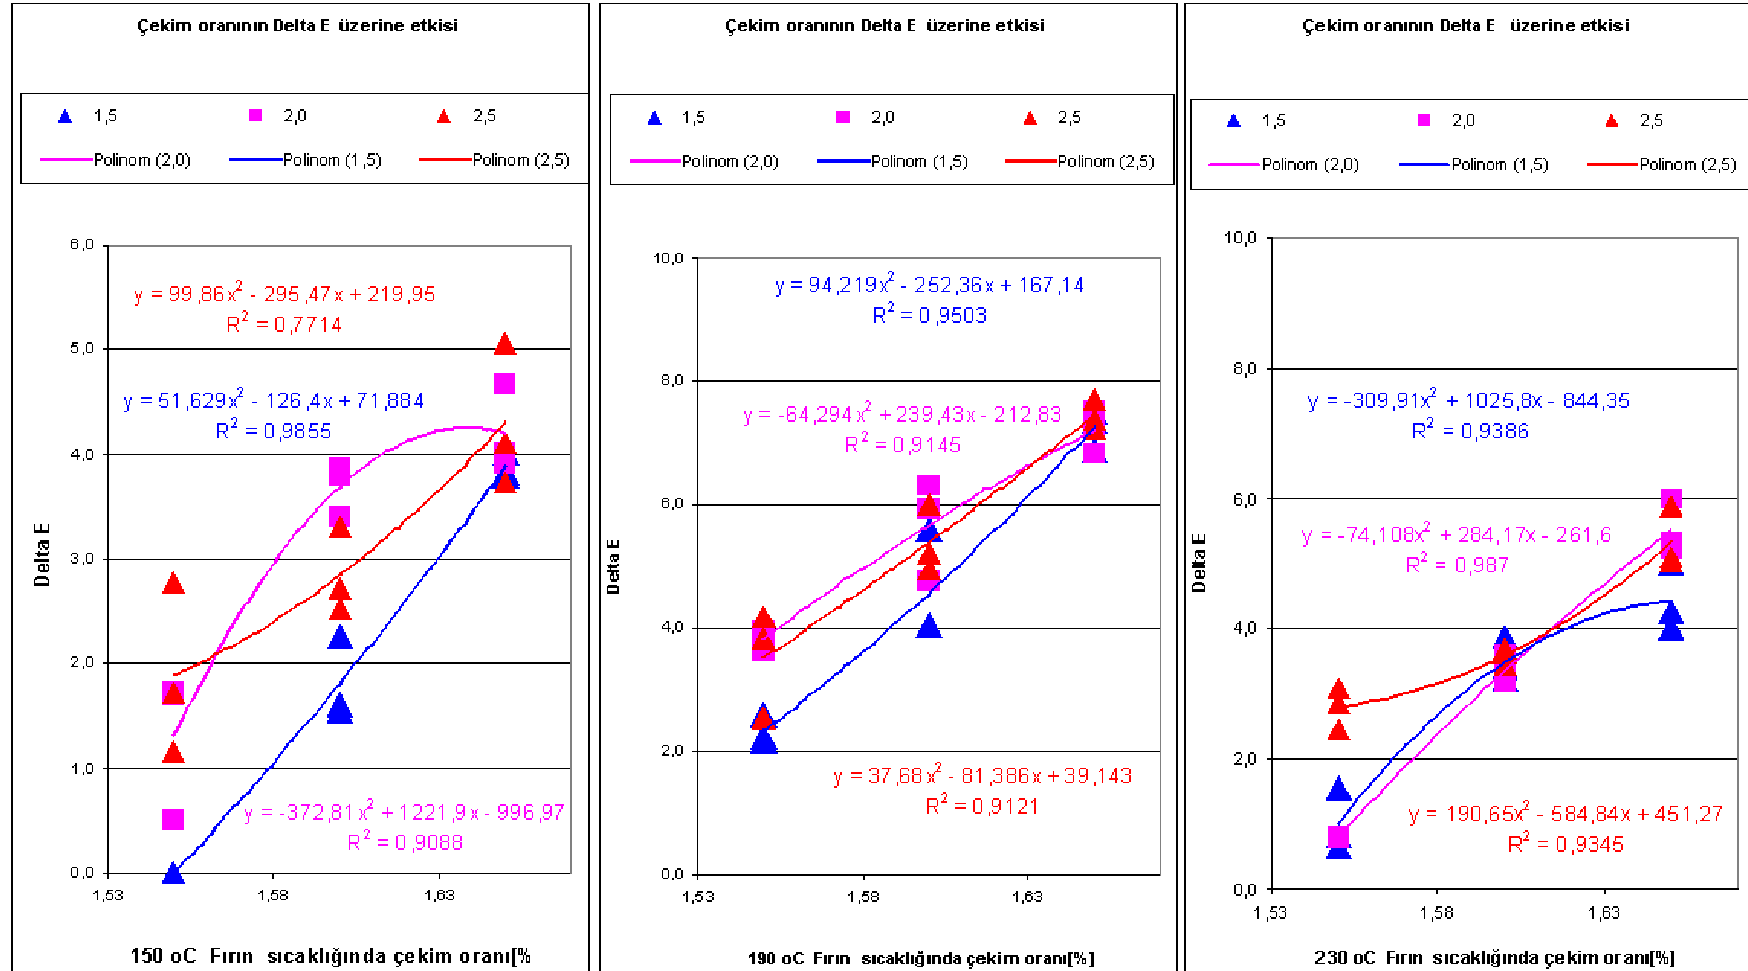 Çekim oranının Delta E üzerine etkisi
1,5 2,0 2,5
Polinom (2,0) Polinom (1,5) Polinom (2,5)
6,0
y = 99,86x² - 295,47x + 219,95
R² = 0,7714
5,0
y = 51,629x² - 126,4x + 71,884
R² = 0,9855
4,0
Delta E
3,0
2,0
1,0
y = -372,81x² + 1221,9x - 996,97
R² = 0,9088
0,0
1,53 1,58 1,63
150 oC Fırın sıcaklığında çekim oranı[%
Çekim oranının Delta E üzerine etkisi
1,5 2,0 2,5
Polinom (2,0) Polinom (1,5) Polinom (2,5)
10,0
y = 94,219x² - 252,36x + 167,14
R² = 0,9503
8,0
y = -64,294x² + 239,43x - 212,83
R² = 0,9145
6,0
Delta E
4,0
2,0
y = 37,68x² - 81,386x + 39,143
R² = 0,9121
0,0
1,53 1,58 1,63
190 oC Fırın sıcaklığında çekim oranı[%]
Çekim oranının Delta E üzerine etkisi
1,5 2,0 2,5
Polinom (2,0) Polinom (1,5) Polinom (2,5)
10,0
8,0
y = -309,91x² + 1025,8x - 844,35
R² = 0,9386
6,0
y = -74,108x² + 284,17x - 261,6
R² = 0,987
Delta E
4,0
2,0
y = 190,65x² - 584,84x + 451,27
R² = 0,9345
0,0
1,53 1,58 1,63
230 oC Fırın sıcaklığında çekim oranı[%]